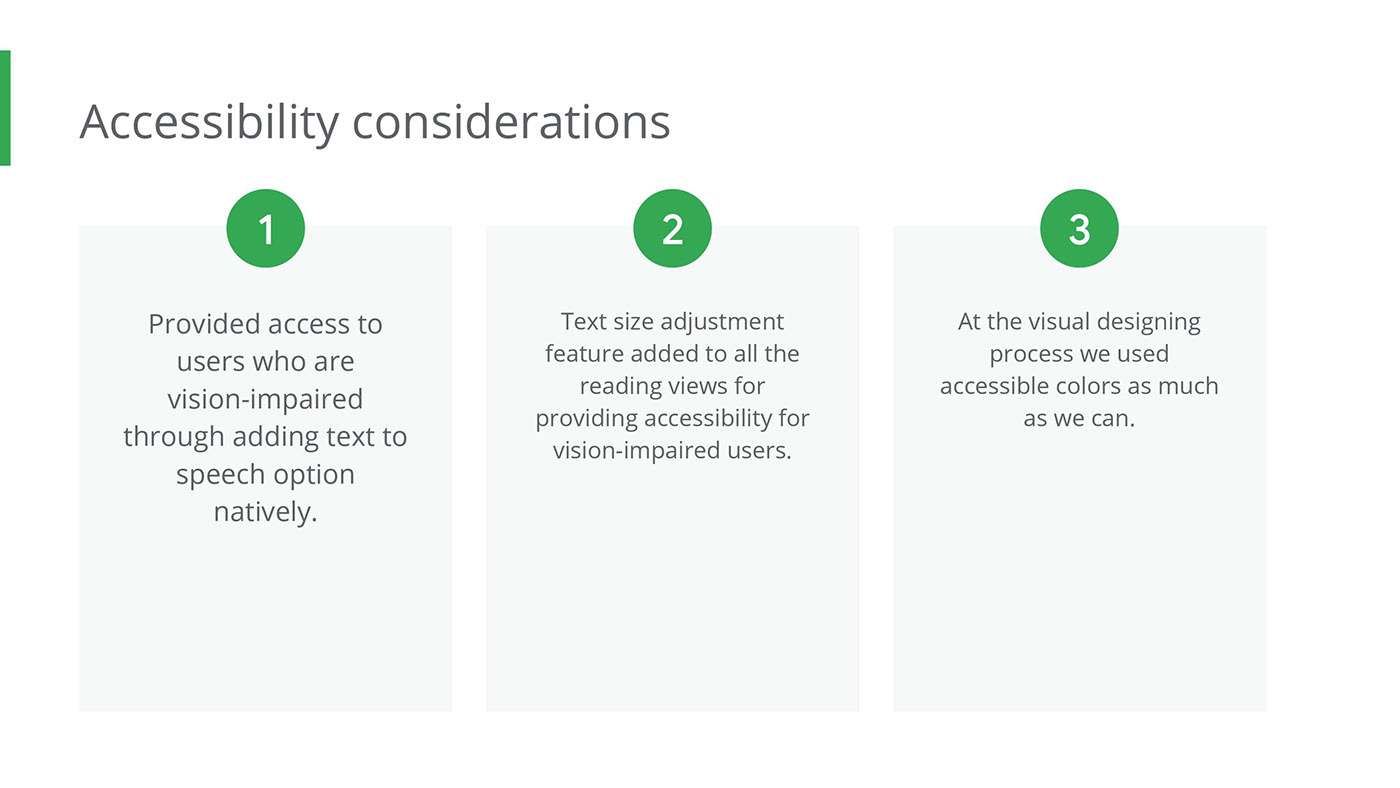 Accessibility considerations
1
Provided access to
users who are
vision-impaired
through adding text to
speech option
natively.
2
Text size adjustment
feature added to all the
reading views for
providing accessibility for
vision-impaired users.
3
At the visual designing
process we used
accessible colors as much
as we can.